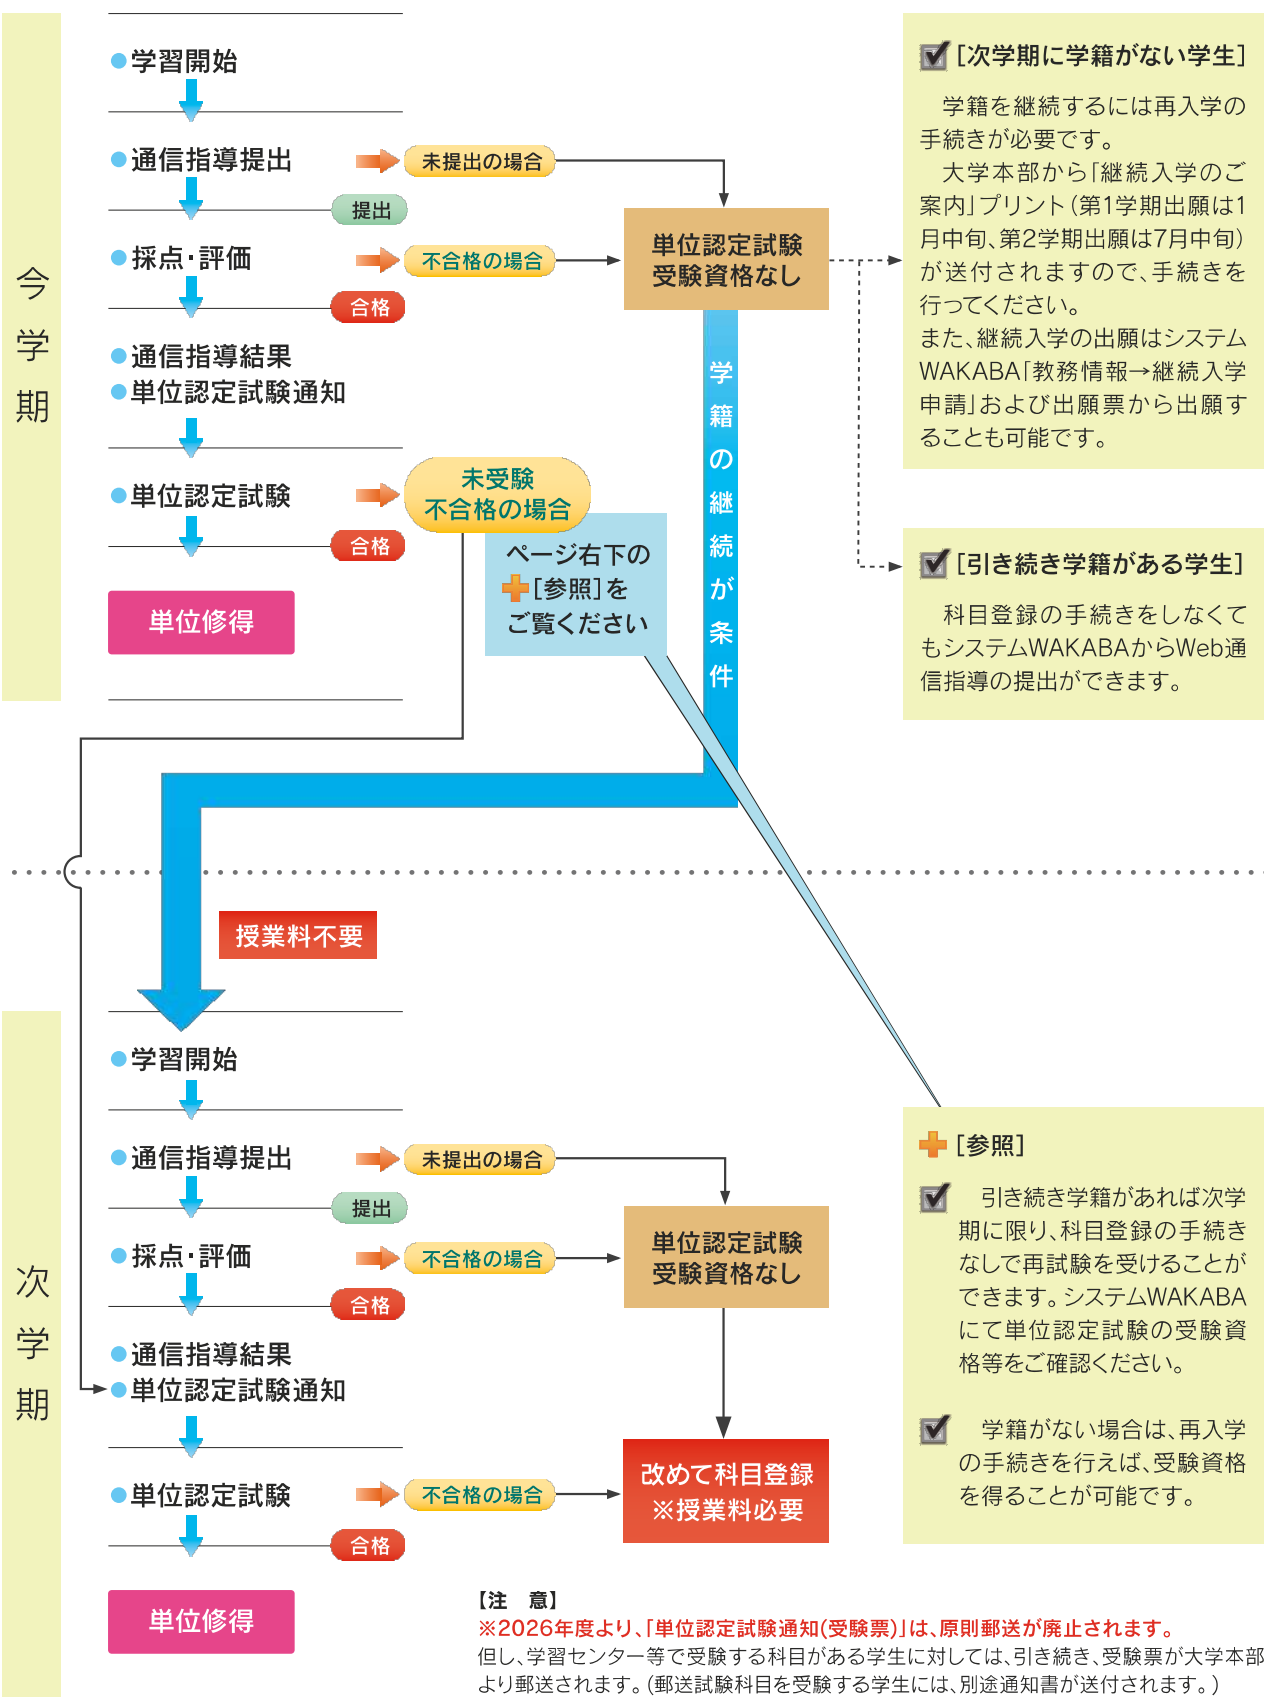 今学期
学習開始
通信指導提出
未提出の場合
提出
採点・評価
不合格の場合
合格
通信指導結果
単位認定試験通知
単位認定試験
未受験
不合格の場合
合格
単位修得
単位認定試験
受験資格なし
学籍の継続が条件
ページ右下の
[参照]を
ご覧ください
[次学期に学籍がない学生]
学籍を継続するには再入学の
手続きが必要です。
大学本部から「継続入学のご
案内」プリント(第1学期出願は1
月中旬、第2学期出願は7月中旬)
が送付されますので、手続きを
行ってください。
また、継続入学の出願はシステム
WAKABA「教務情報→継続入学
申請」および出願票から出願す
ることも可能です。
[引き続き学籍がある学生]
科目登録の手続きをしなくて
もシステムWAKABAからWeb通
信指導の提出ができます。
授業料不要
次学期
学習開始
通信指導提出
未提出の場合
提出
採点・評価
不合格の場合
合格
通信指導結果
単位認定試験通知
単位認定試験
不合格の場合
合格
単位修得
単位認定試験
受験資格なし
改めて科目登録
※授業料必要
[参照]
引き続き学籍があれば次学
期に限り、科目登録の手続き
なしで再試験を受けることが
できます。システムWAKABA
にて単位認定試験の受験資
格等をご確認ください。
学籍がない場合は、再入学
の手続きを行えば、受験資格
を得ることが可能です。
【注　意】
※2026年度より、「単位認定試験通知(受験票)」は、原則郵送が廃止されます。
但し、学習センター等で受験する科目がある学生に対しては、引き続き、受験票が大学本部
より郵送されます。(郵送試験科目を受験する学生には、別途通知書が送付されます。)